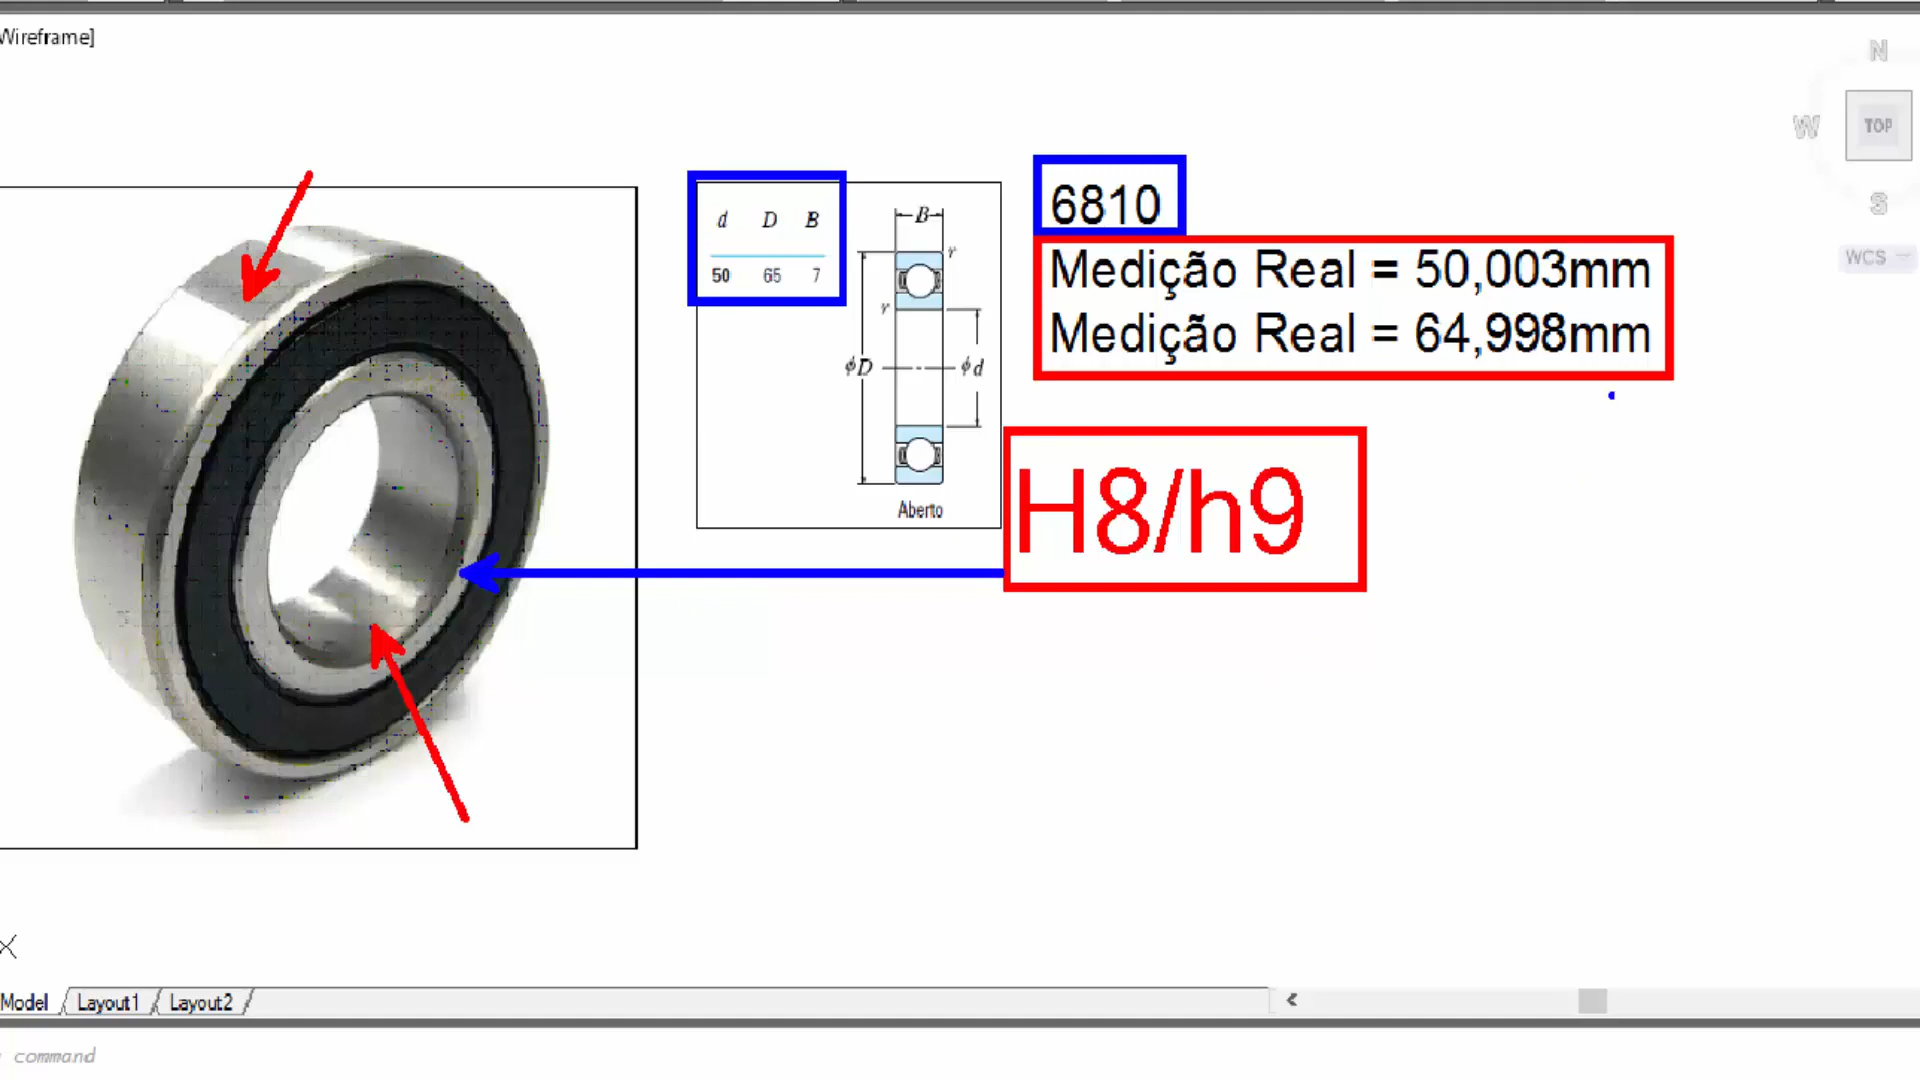 Wireframe]
N
W
TOP
S
WCS
d D B
50 65 7
B
r
r
ϕD
ϕd
Aberto
6810
Medição Real = 50,003mm
Medição Real = 64,998mm
H8/h9
X
Model Layout1 Layout2
<
command